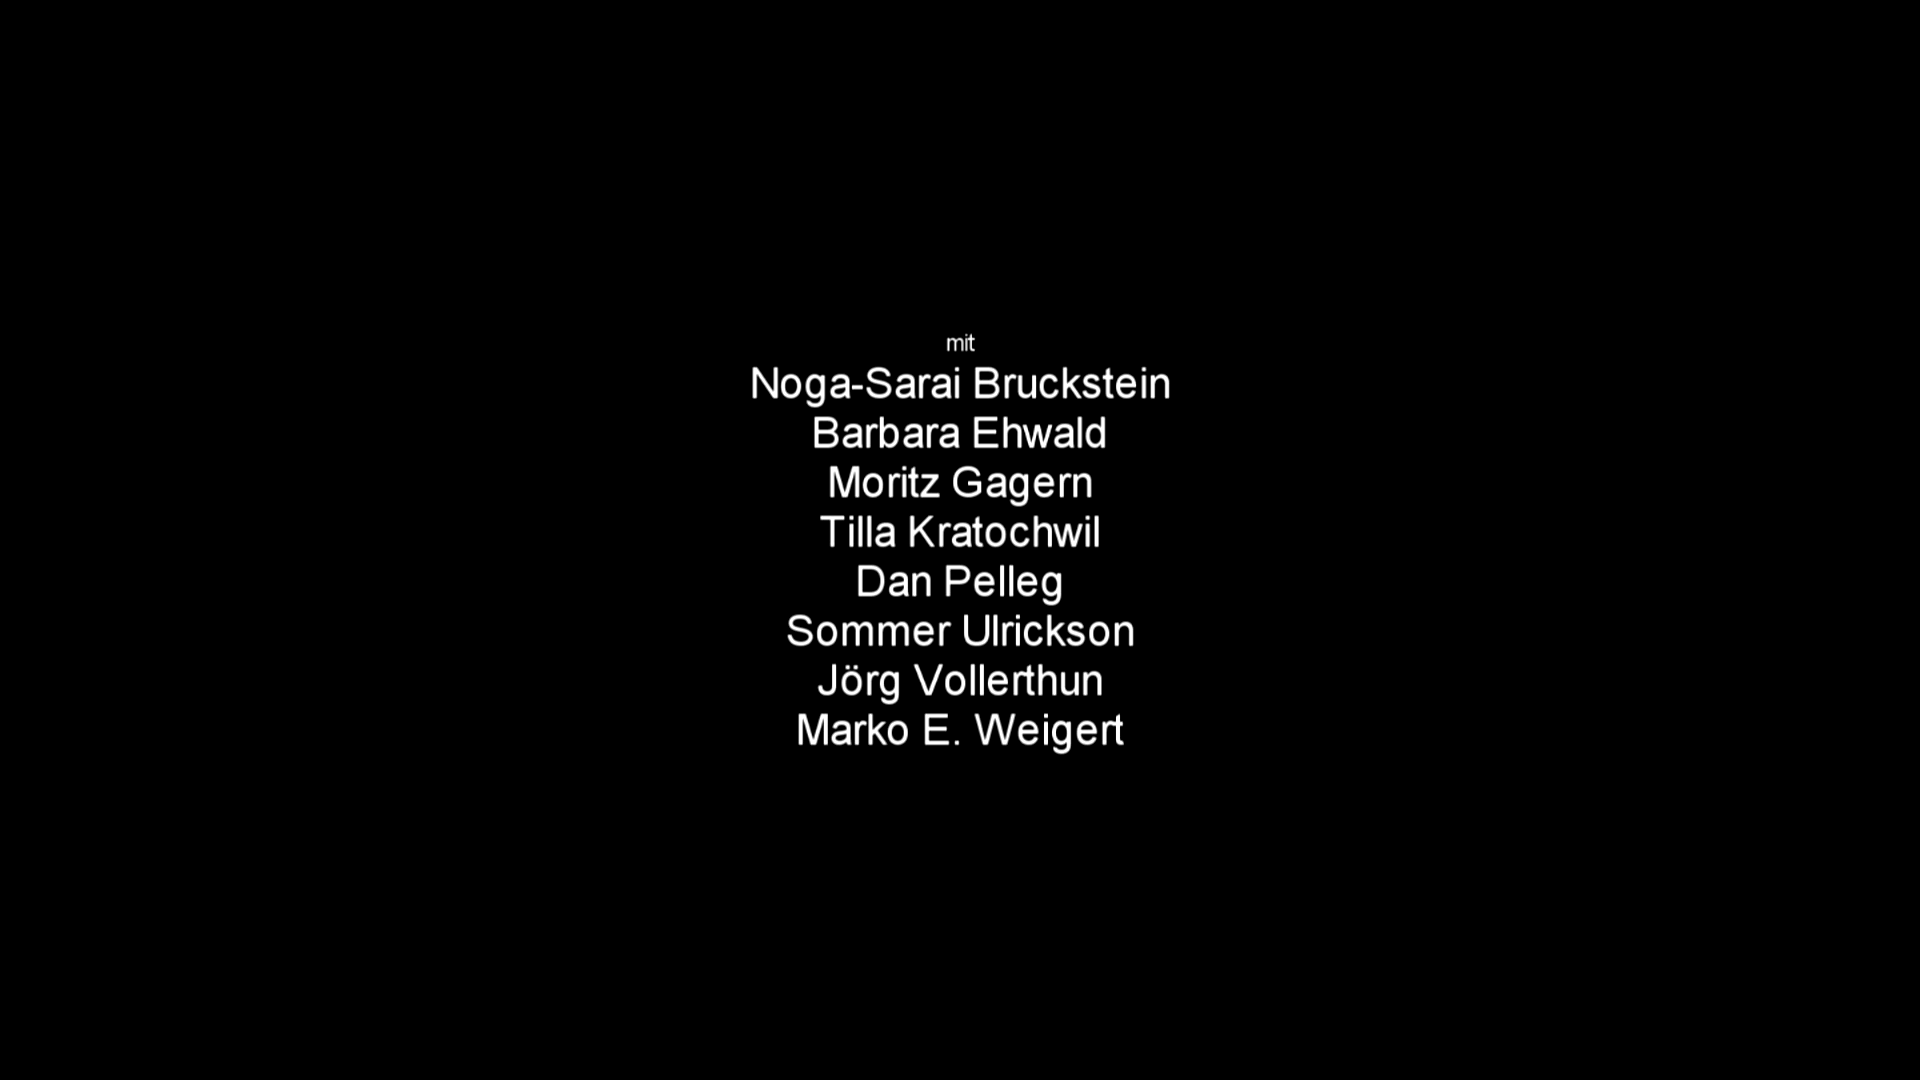 mit
Noga-Sarai Bruckstein
Barbara Ehwald
Moritz Gagern
Tilla Kratochwil
Dan Pelleg
Sommer Ulrickson
Jörg Vollerthun
Marko E. Weigert